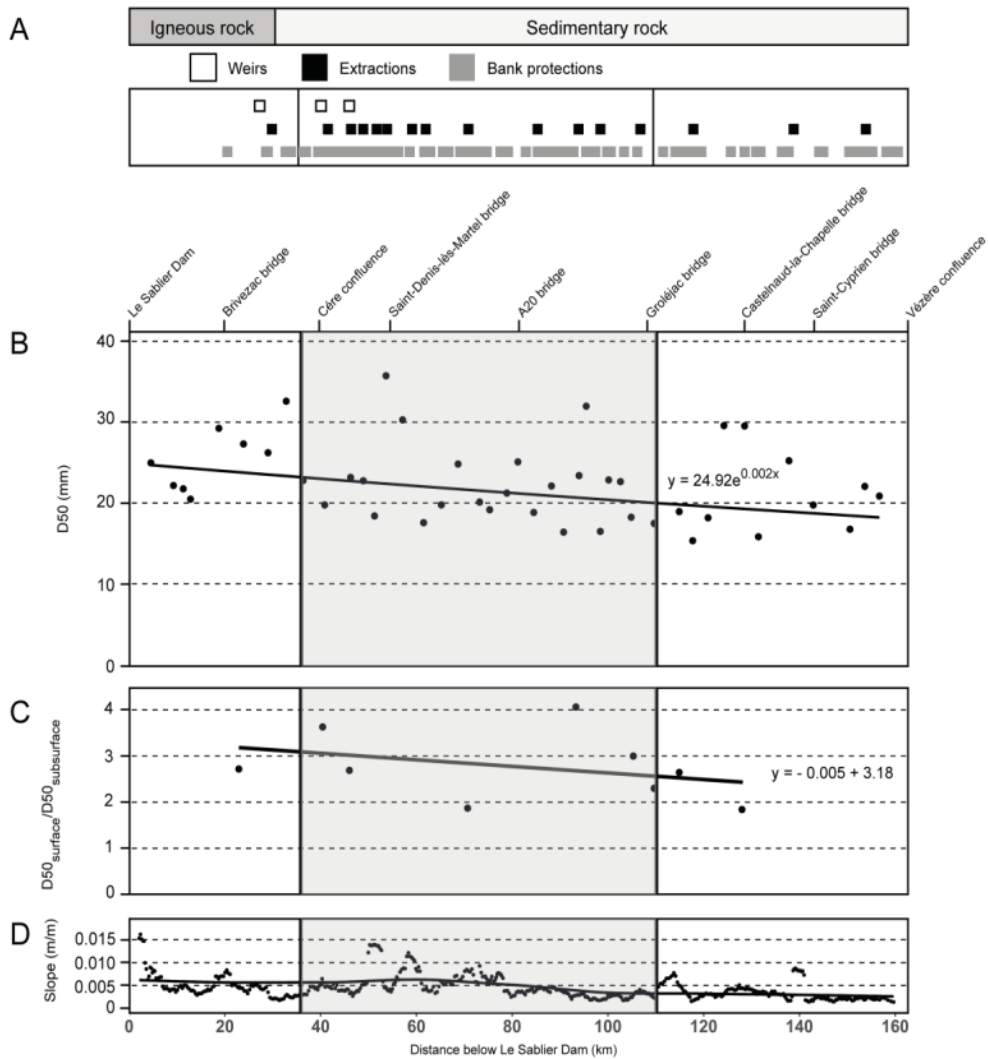 A
Igneous rock
Sedimentary rock
Weirs
Extractions
Bank protections
Le Sablier Dam
Brivezac bridge
Cére confluence
Saint-Denis-lès-Martel bridge
A20 bridge
Groléjac bridge
Castelnaud-la-Chapelle bridge
Saint-Cyprien bridge
Vézère confluence
B
D50 (mm)
40
30
20
10
0
y = 24.92e0.002x
C
D50surface/D50subsurface
4
3
2
1
0
y = - 0.005 + 3.18
D
Slope (m/m)
0.015
0.010
0.005
0
0 20 40 60 80 100 120 140 160
Distance below Le Sablier Dam (km)